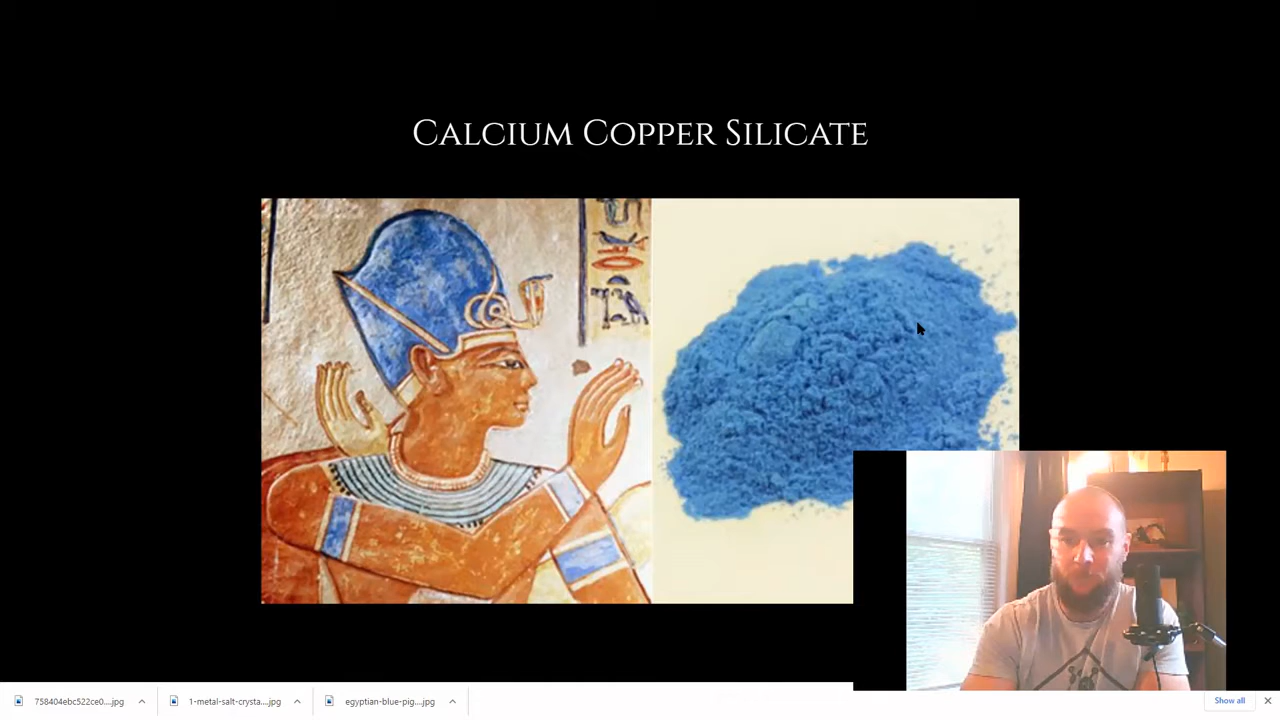 CALCIUM COPPER SILICATE
758404ebc522ce0....jpg
1-metal-salt-crysta....jpg
egyptian-blue-pig....jpg
Show all